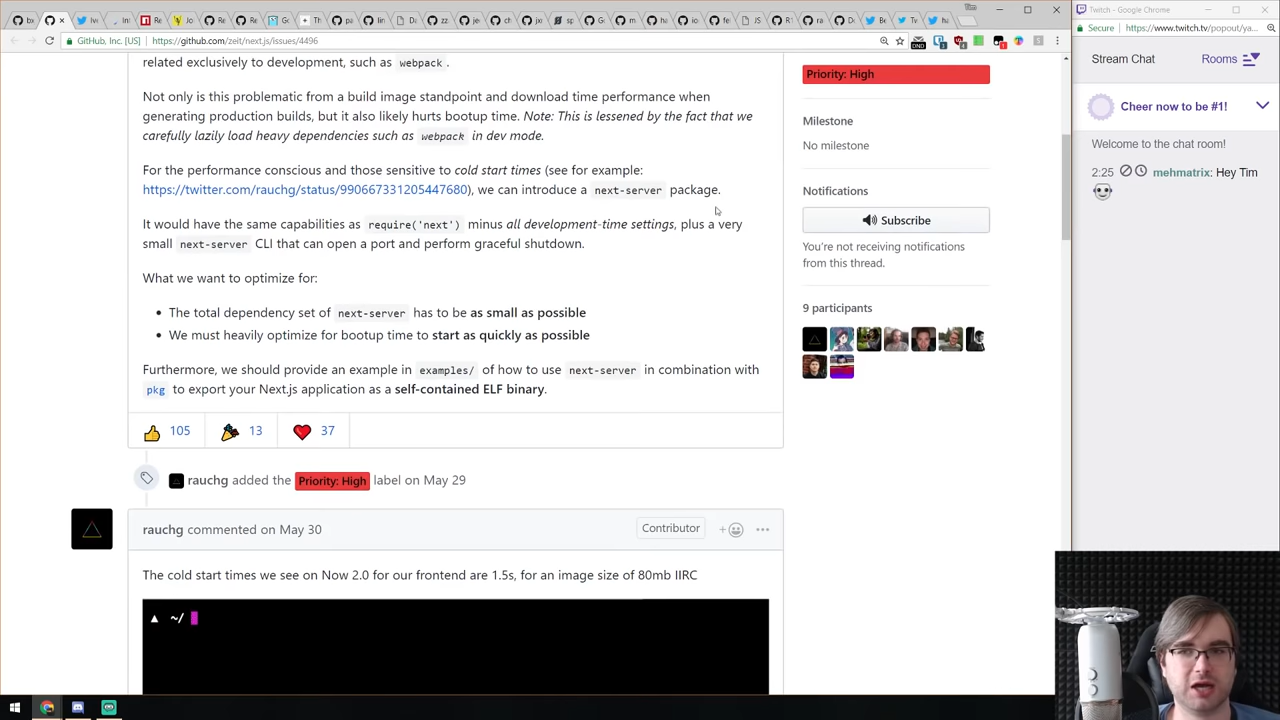 Twitch - Google Chrome
GitHub, Inc. [US]
https://github.com/zeit/next.js/issues/4496
Secure
https://www.twitch.tv/popout/ya
related exclusively to development, such as webpack.
Not only is this problematic from a build image standpoint and download time performance when
generating production builds, but it also likely hurts bootup time. Note: This is lessened by the fact that we
carefully lazily load heavy dependencies such as webpack in dev mode.
For the performance conscious and those sensitive to cold start times (see for example:
https://twitter.com/rauchg/status/990667331205447680), we can introduce a next-server package.
It would have the same capabilities as require('next') minus all development-time settings, plus a very
small next-server CLI that can open a port and perform graceful shutdown.
What we want to optimize for:
• The total dependency set of next-server has to be as small as possible
• We must heavily optimize for bootup time to start as quickly as possible
Furthermore, we should provide an example in examples/ of how to use next-server in combination with
pkg to export your Next.js application as a self-contained ELF binary.
105
13
37
rauchg added the Priority: High label on May 29
rauchg commented on May 30
Contributor
The cold start times we see on Now 2.0 for our frontend are 1.5s, for an image size of 80mb IIRC
▲ ~/
Priority: High
Milestone
No milestone
Notifications
Subscribe
You're not receiving notifications
from this thread.
9 participants
Stream Chat
Rooms
Cheer now to be #1!
Welcome to the chat room!
2:25 mehmatrix: Hey Tim